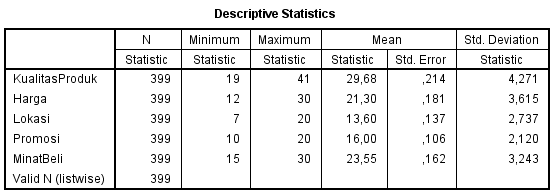 Descriptive Statistics
N Minimum Maximum Mean Std. Deviation
Statistic Statistic Statistic Statistic Std. Error Statistic
KualitasProduk 399 19 41 29,68 ,214 4,271
Harga 399 12 30 21,30 ,181 3,615
Lokasi 399 7 20 13,60 ,137 2,737
Promosi 399 10 20 16,00 ,106 2,120
MinatBeli 399 15 30 23,55 ,162 3,243
Valid N (listwise) 399